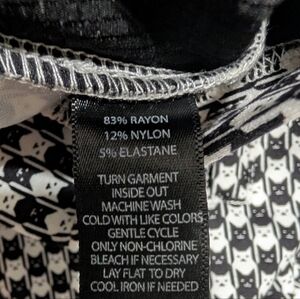 83% RAYON
12% NYLON
5% ELASTANE
TURN GARMENT
INSIDE OUT
MACHINE WASH
COLD WITH LIKE COLORS
GENTLE CYCLE
ONLY NON-CHLORINE
BLEACH IF NECESSARY
LAY FLAT TO DRY
COOL IRON IF NEEDED